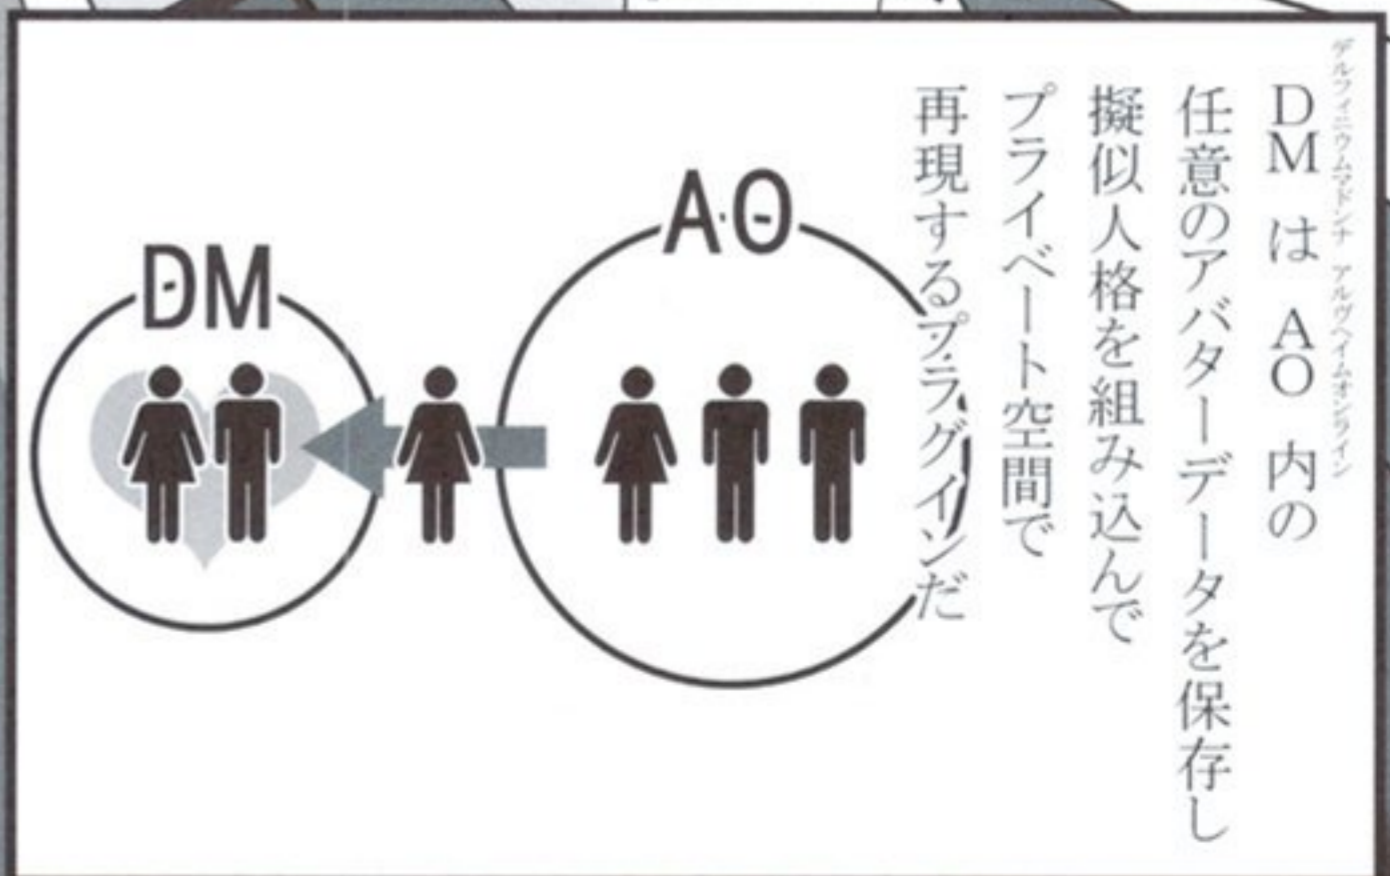 デルフィニウムマドンナ アルヴヘイムオンライン
DM は AO 内の
任意のアバターデータを保存し
擬似人格を組み込んで
プライベート空間で
再現するプラグインだ
AO
DM